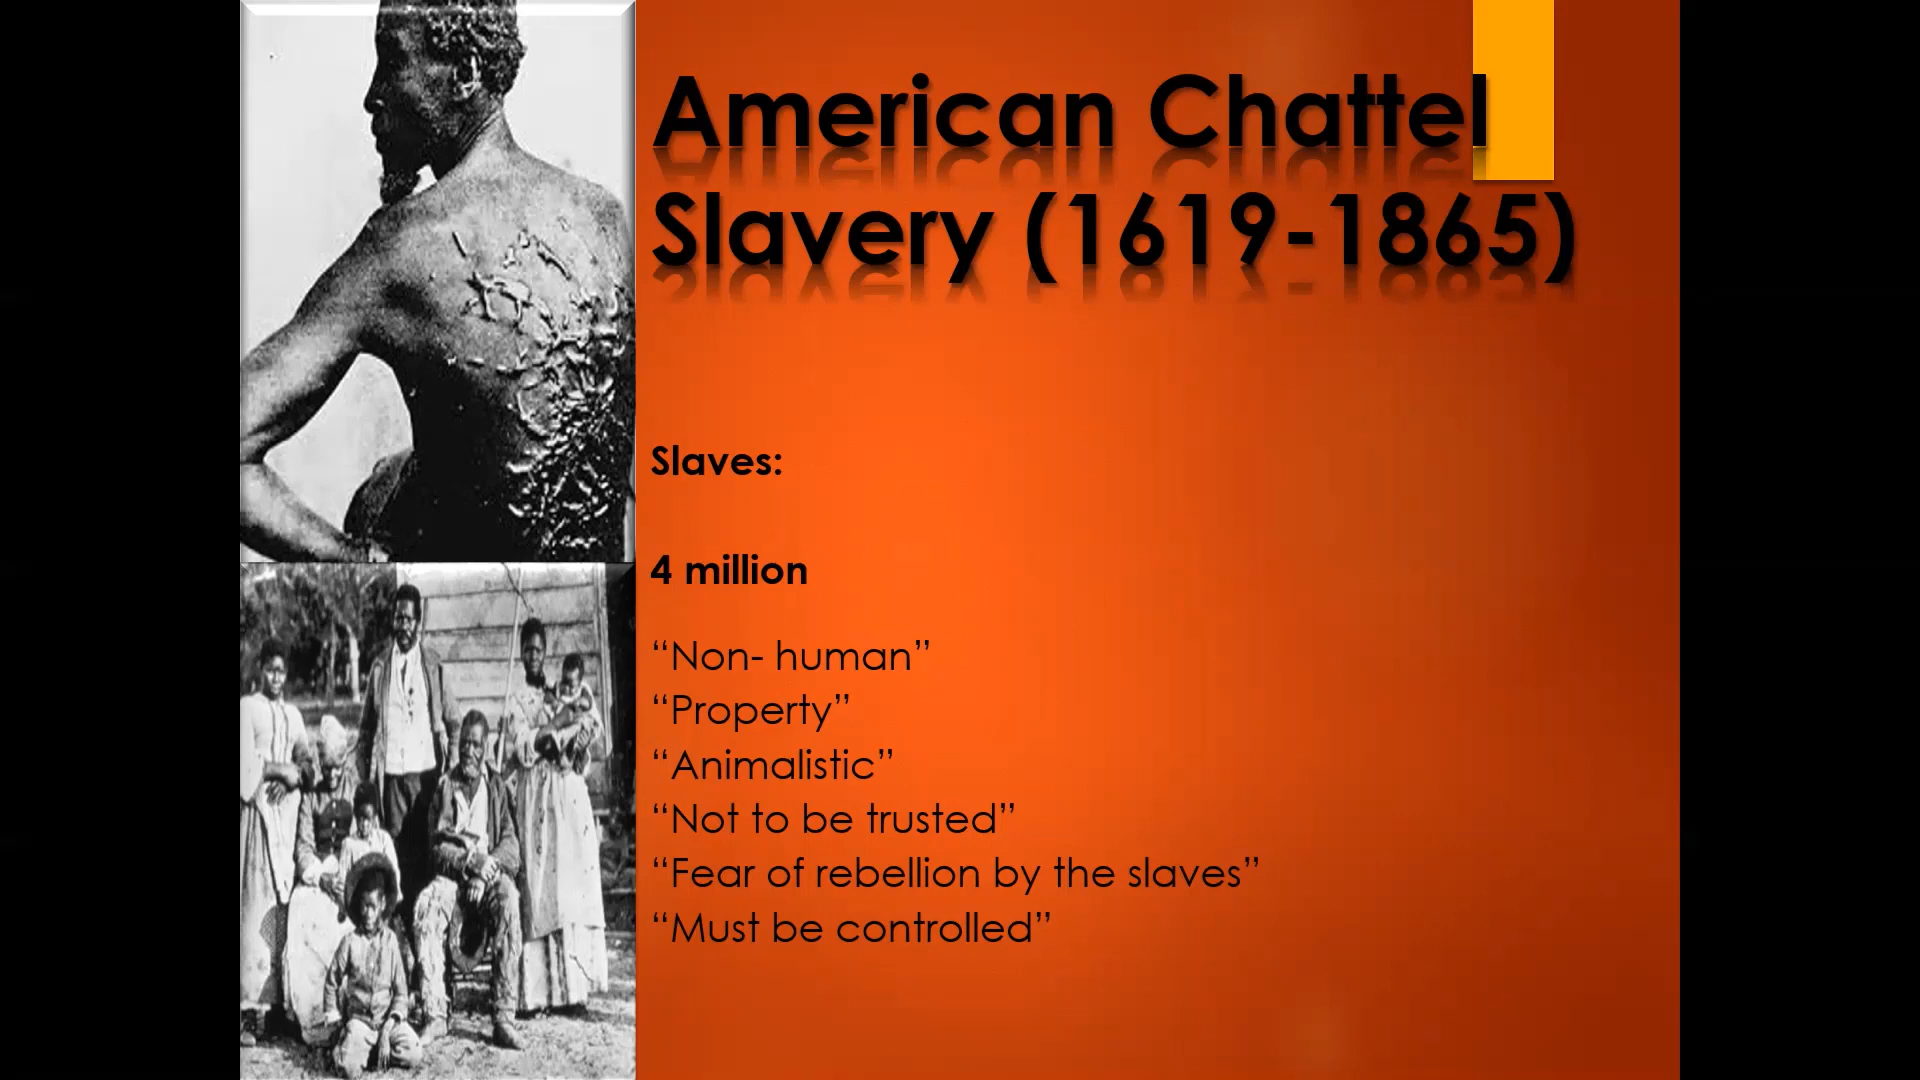 American Chattel
Slavery (1619-1865)
Slaves:
4 million
“Non- human”
“Property”
“Animalistic”
“Not to be trusted”
“Fear of rebellion by the slaves”
“Must be controlled”